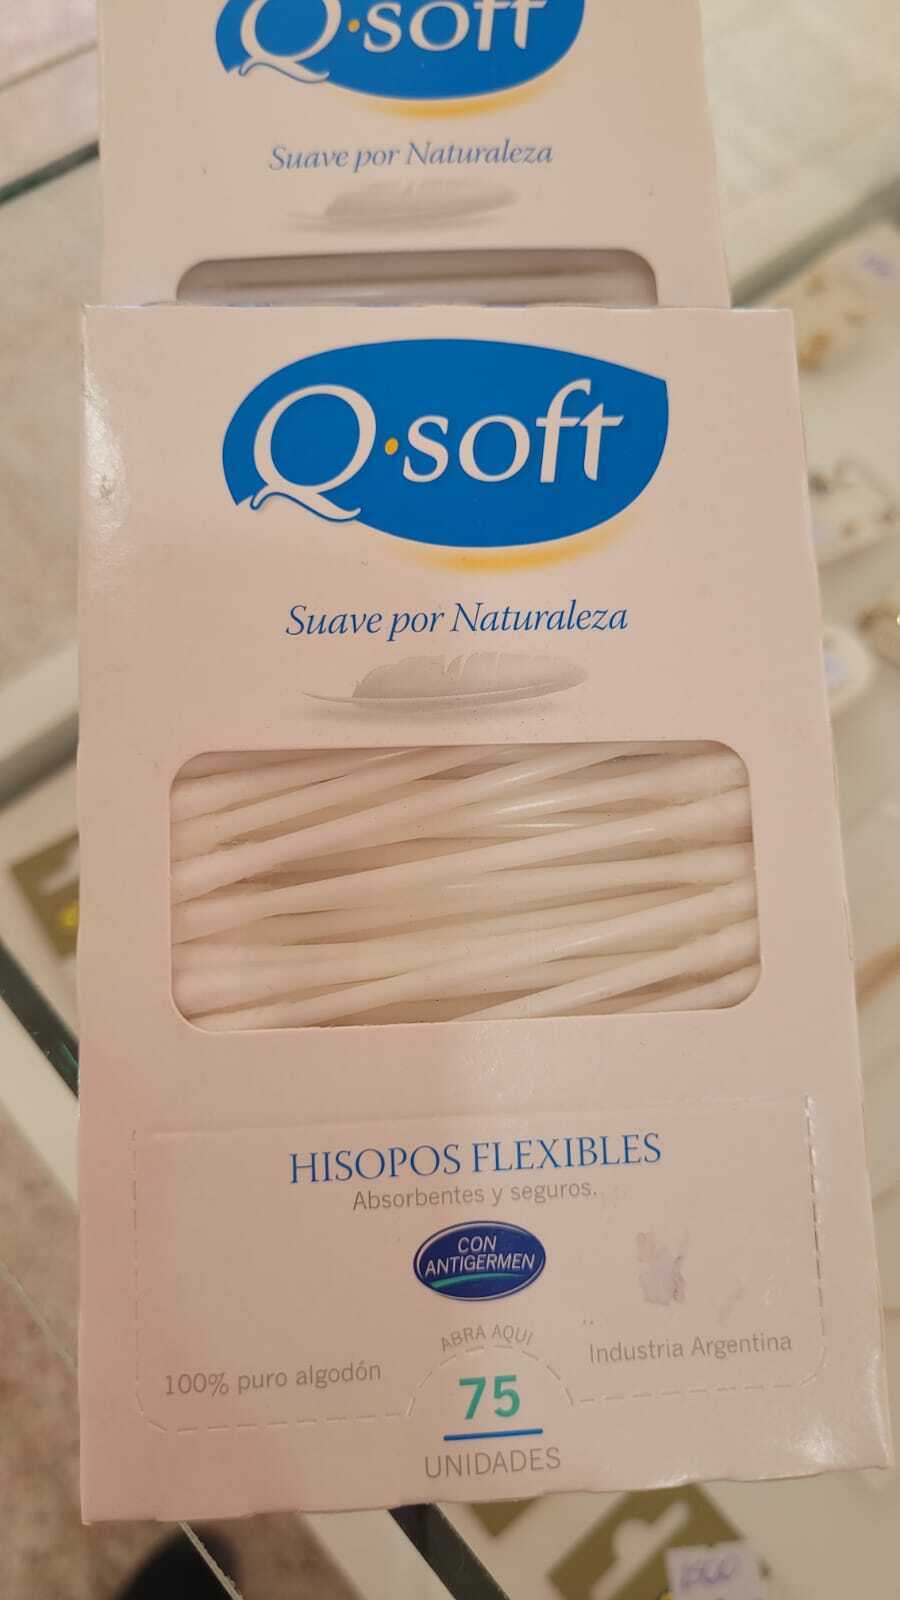 Q·soft
Suave por Naturaleza
Q·soft
Suave por Naturaleza
HISOPOS FLEXIBLES
Absorbentes y seguros.
CON
ANTIGERMEN
ABRA AQUI
Industria Argentina
100% puro algodón
75
UNIDADES